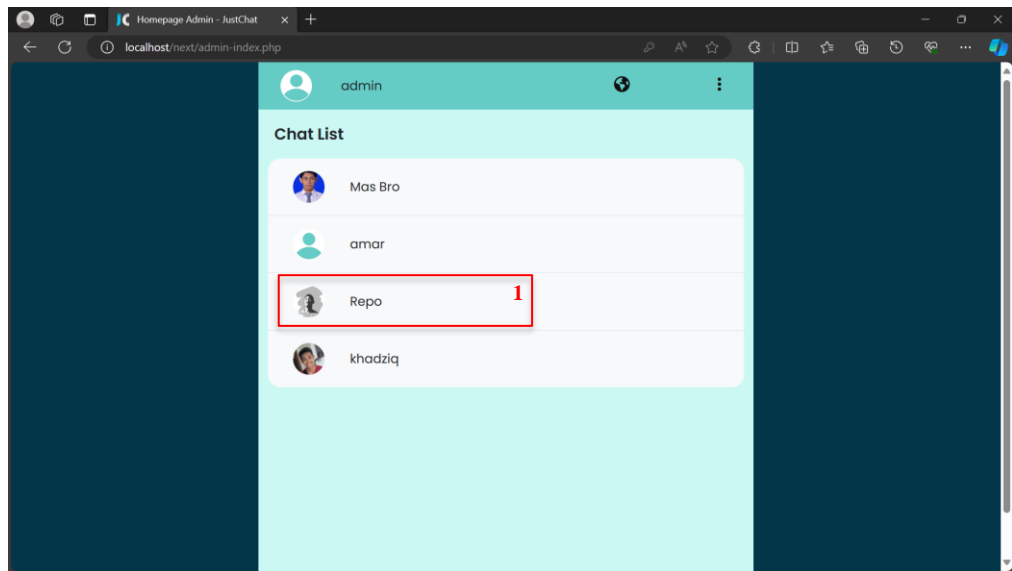 Homepage Admin - JustChat
localhost/next/admin-index.php
admin
Chat List
Mas Bro
amar
Repo
1
khadziq